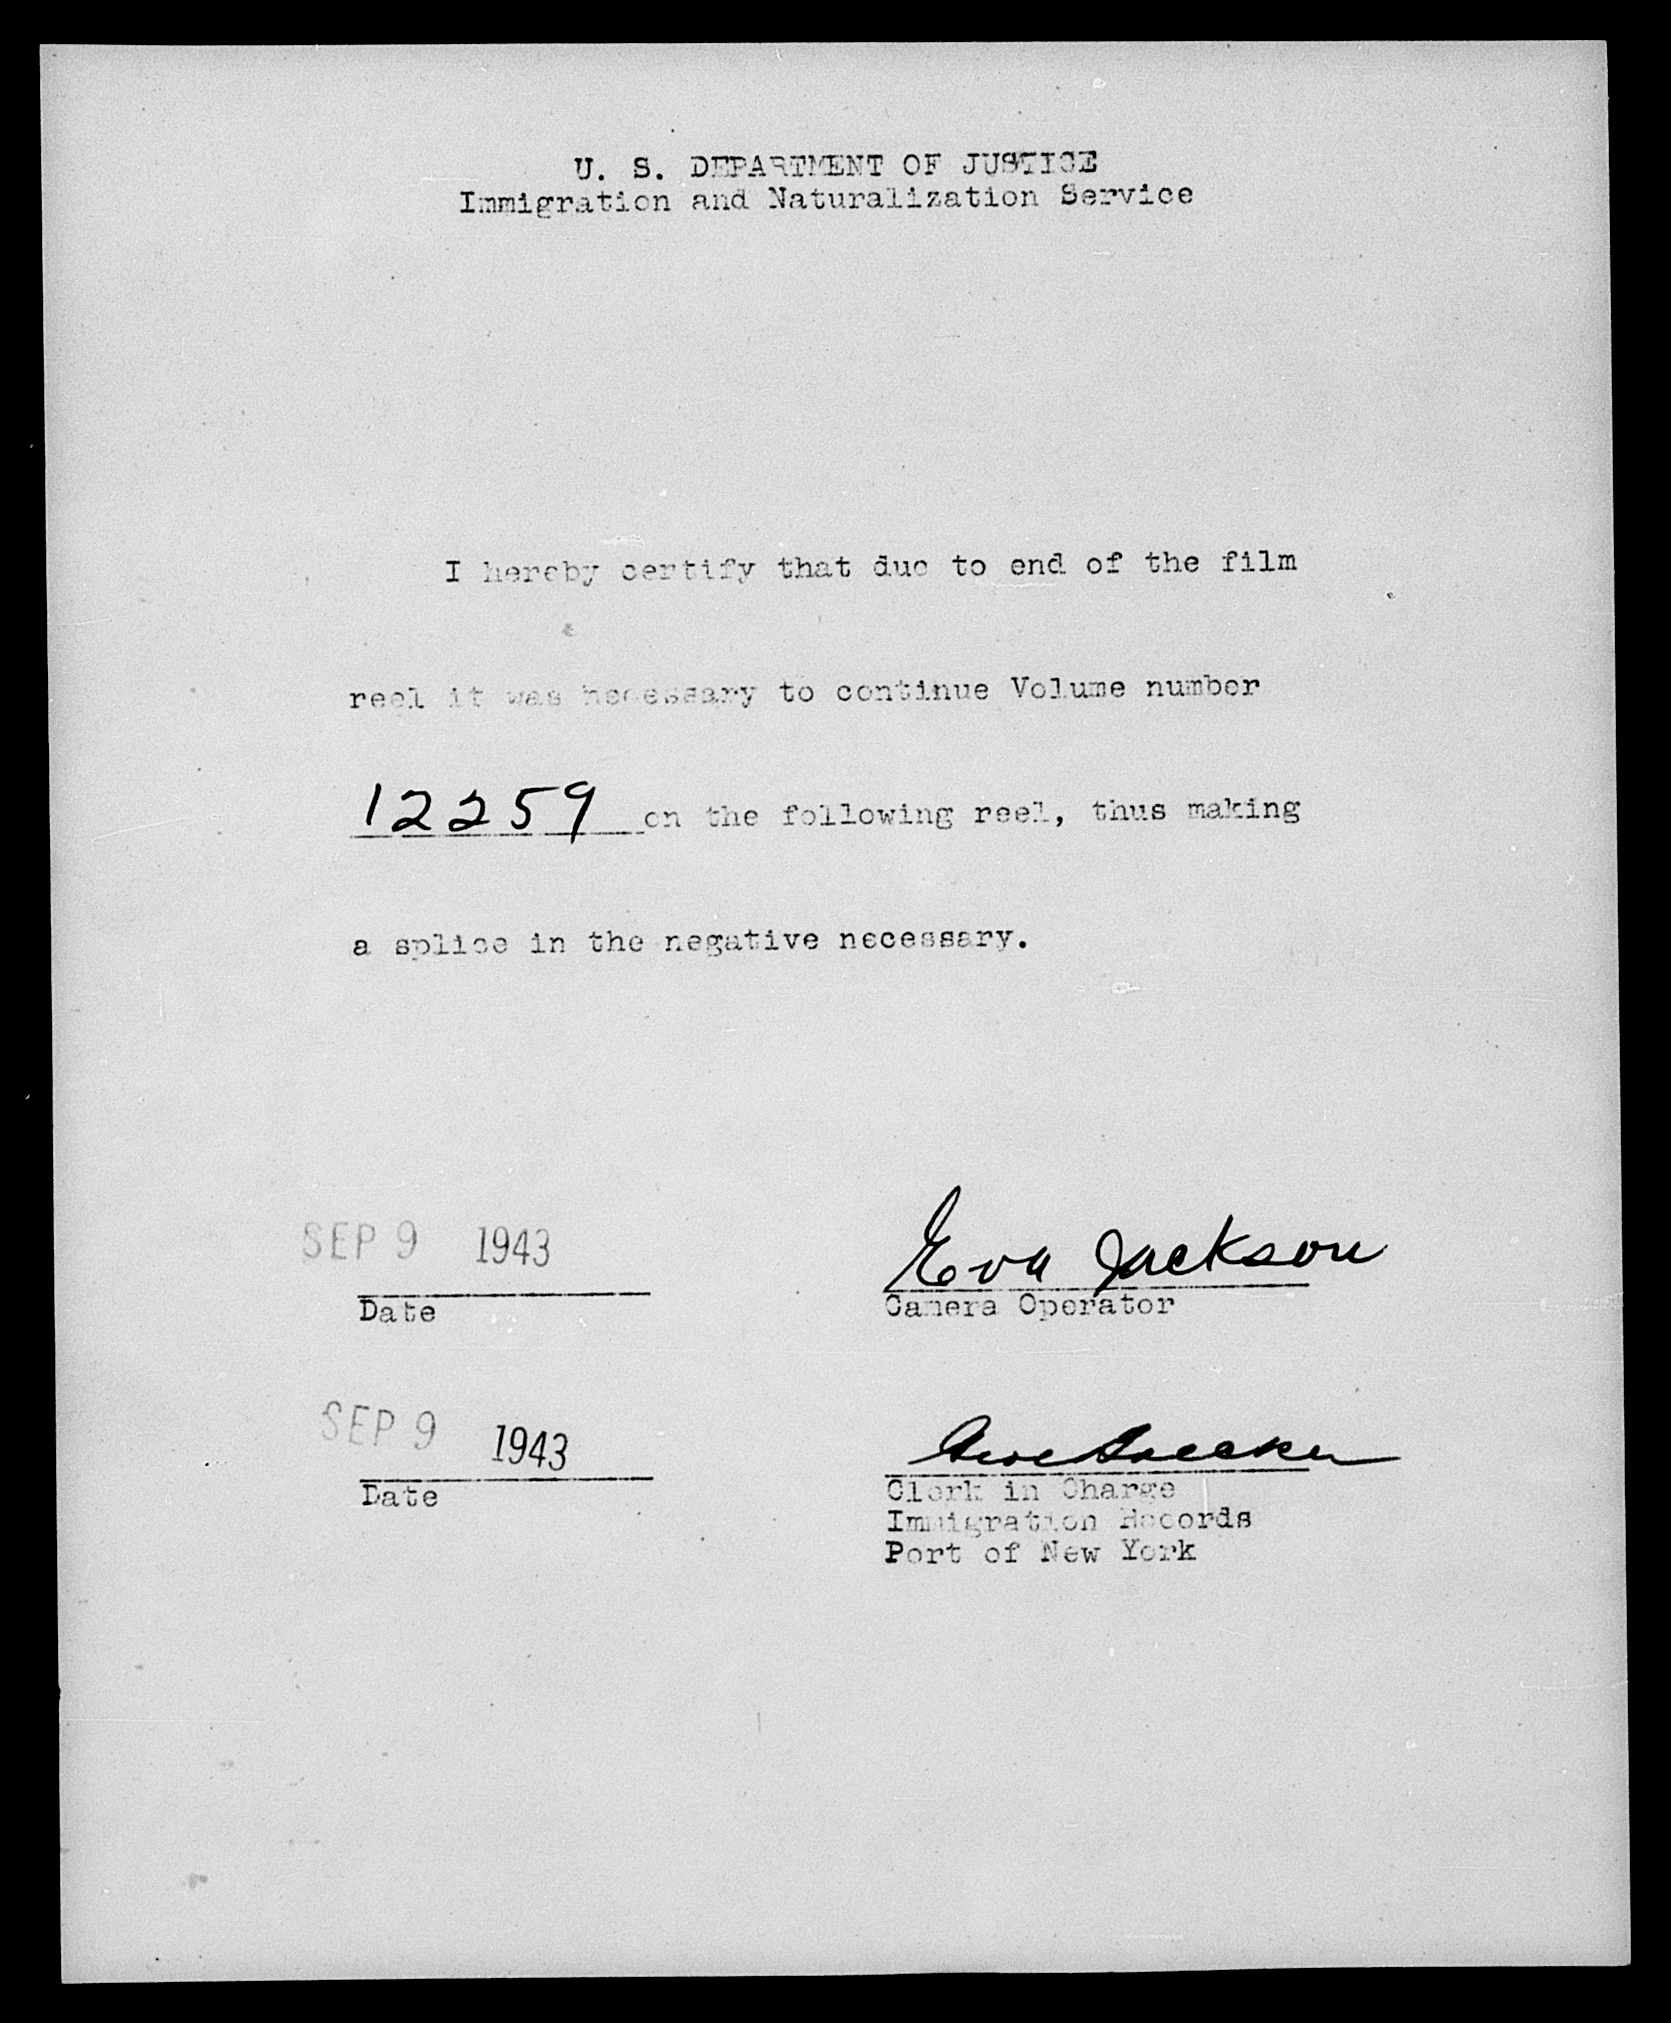 U. S. DEPARTMENT OF JUSTICE
Immigration and Naturalization Service
I hereby certify that due to end of the film
reel it was necessary to continue Volume number
12259 on the following reel, thus making
a splice in the negative necessary.
SEP 9 1943
Eva Jackson
Date
Camera Operator
SEP 9 1943
Date
Clerk in Charge
Immigration Records
Port of New York